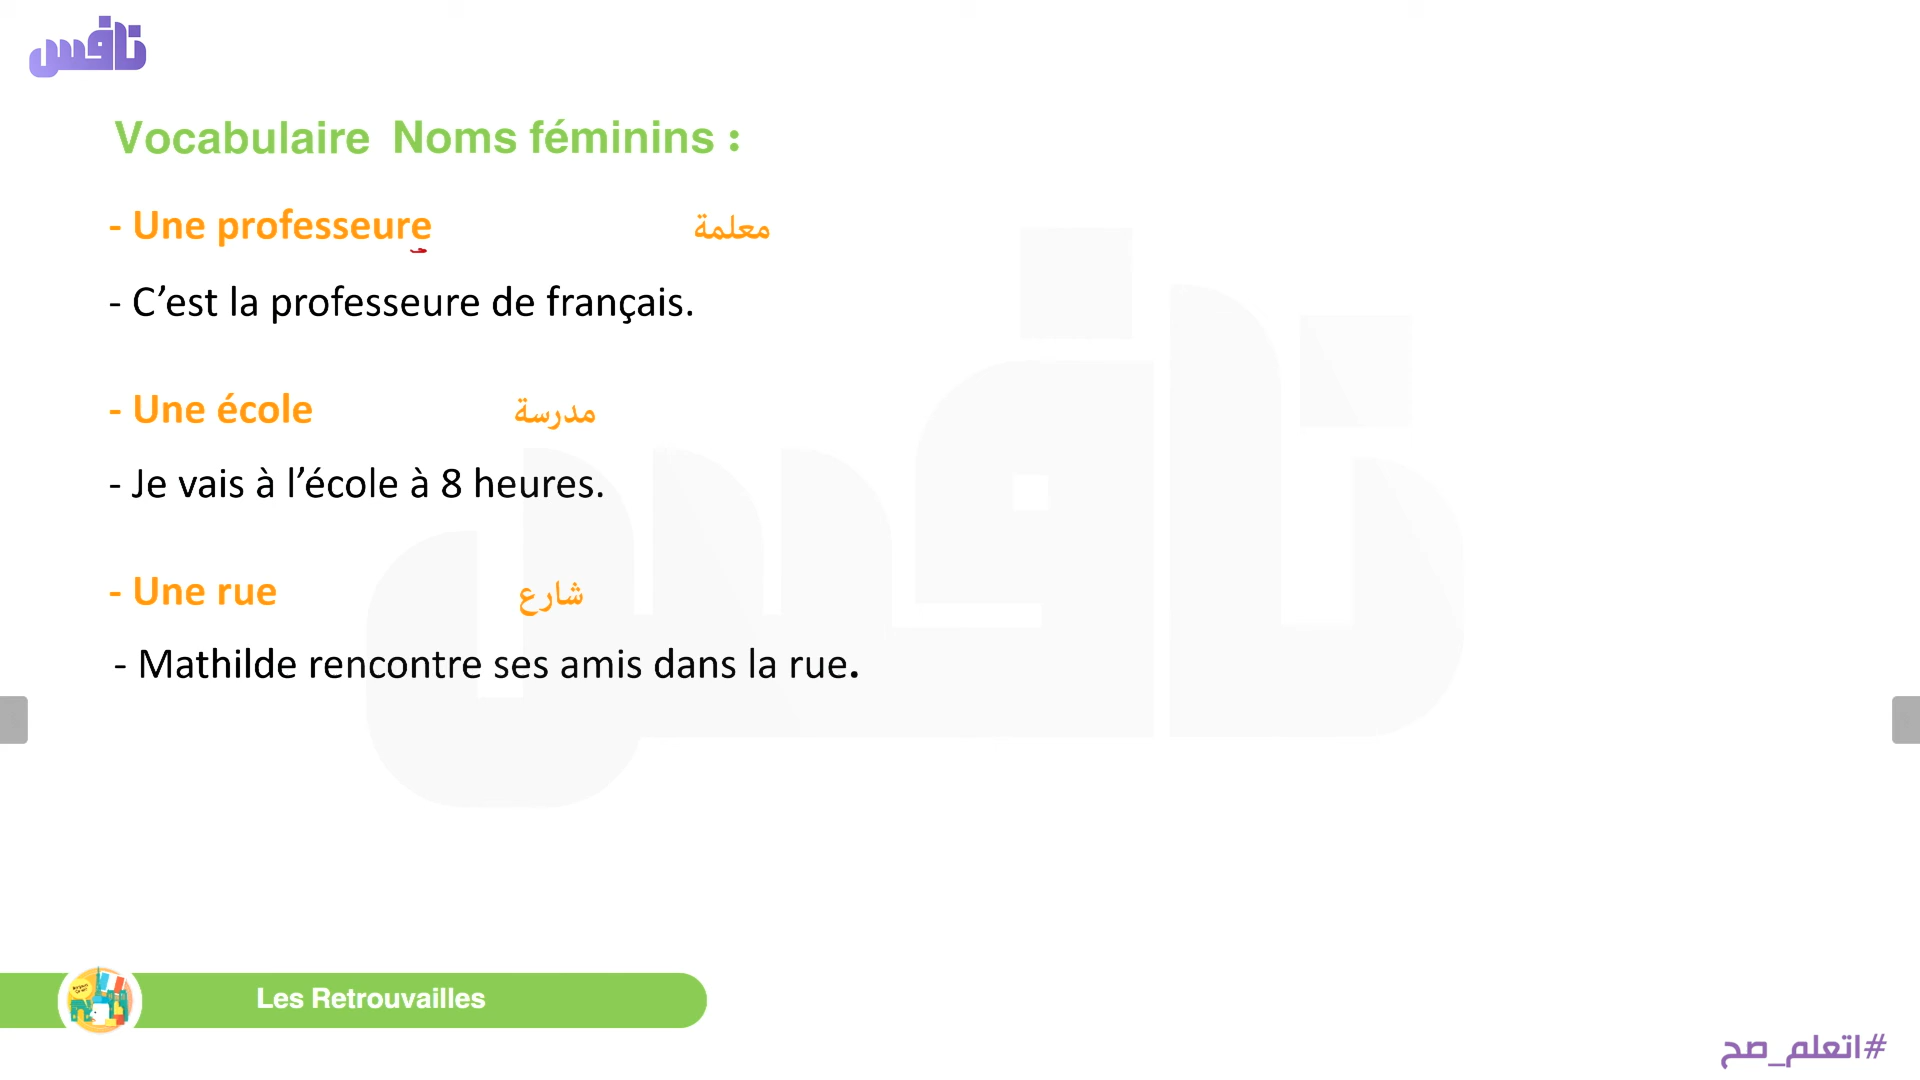 نافس
Vocabulaire Noms féminins :
- Une professeure معلمة
- C’est la professeure de français.
- Une école مدرسة
- Je vais à l’école à 8 heures.
- Une rue شارع
- Mathilde rencontre ses amis dans la rue.
Les Retrouvailles
#اتعلم_صح